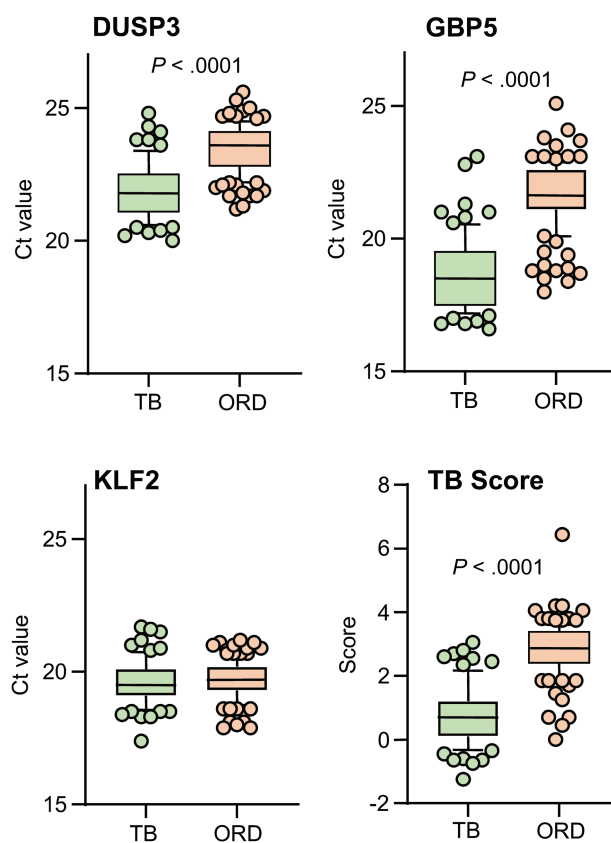 DUSP3
P < .0001
25
20
15
Ct value
TB
ORD
GBP5
P < .0001
25
20
15
Ct value
TB
ORD
KLF2
25
20
15
Ct value
TB
ORD
TB Score
P < .0001
8
6
4
2
0
-2
Score
TB
ORD